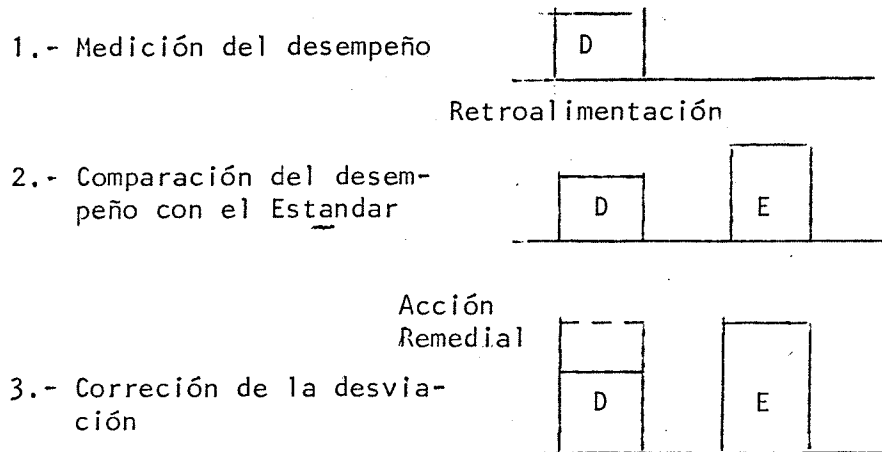 1.- Medición del desempeño
D
Retroalimentación
2.- Comparación del desem-
peño con el Estandar
D E
Acción
Remedial
3.- Correción de la desvia-
ción
D E